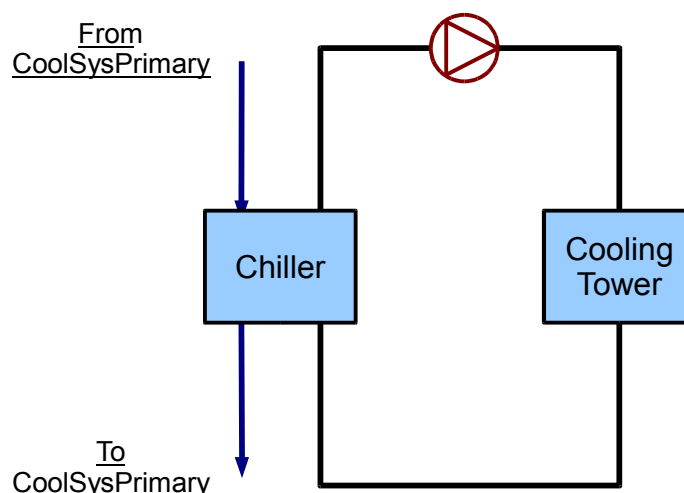 From
CoolSysPrimary
Chiller
Cooling
Tower
To
CoolSysPrimary